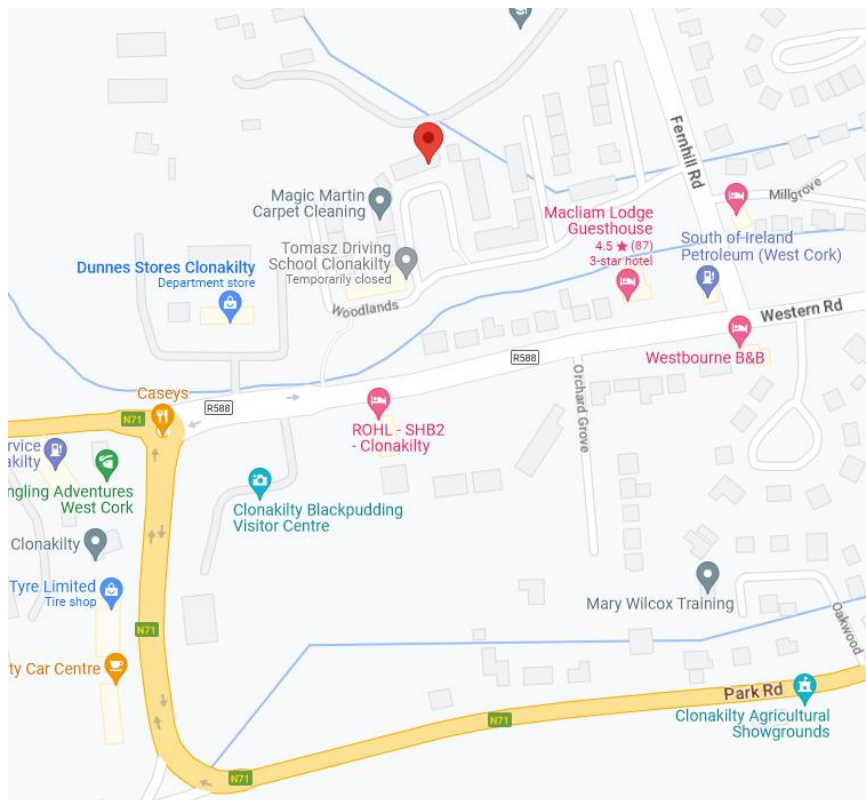 Fernhill Rd
Millgrove
Magic Martin
Carpet Cleaning
Macliam Lodge
Guesthouse
4.5 ★ (87)
3-star hotel
South of Ireland
Petroleum (West Cork)
Tomasz Driving
School Clonakilty
Temporarily closed
Dunnes Stores Clonakilty
Department store
Woodlands
Western Rd
R588
Westbourne B&B
Orchard Grove
Caseys
N71
R588
ROHL - SHB2
- Clonakilty
rvice
akilty
ngling Adventures
West Cork
Clonakilty Blackpudding
Visitor Centre
Clonakilty
Tyre Limited
Tire shop
Mary Wilcox Training
Oakwood
N71
ty Car Centre
Park Rd
N71
Clonakilty Agricultural
Showgrounds
N71